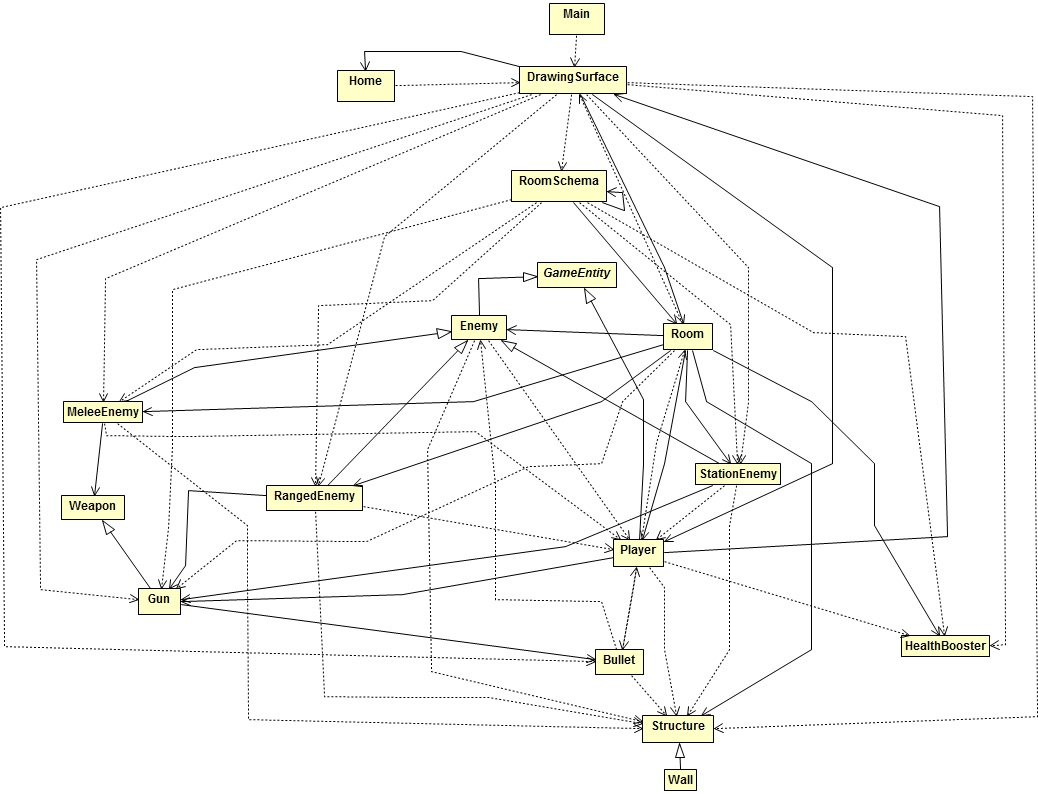 Main
Home
DrawingSurface
RoomSchema
GameEntity
Enemy
Room
MeleeEnemy
StationEnemy
RangedEnemy
Weapon
Player
Gun
HealthBooster
Bullet
Structure
Wall